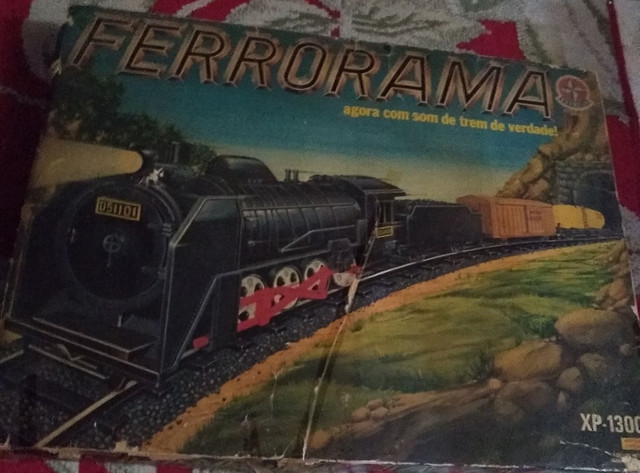 FERRORAMA
agora com som de trem de verdade!
D51101
XP-1300